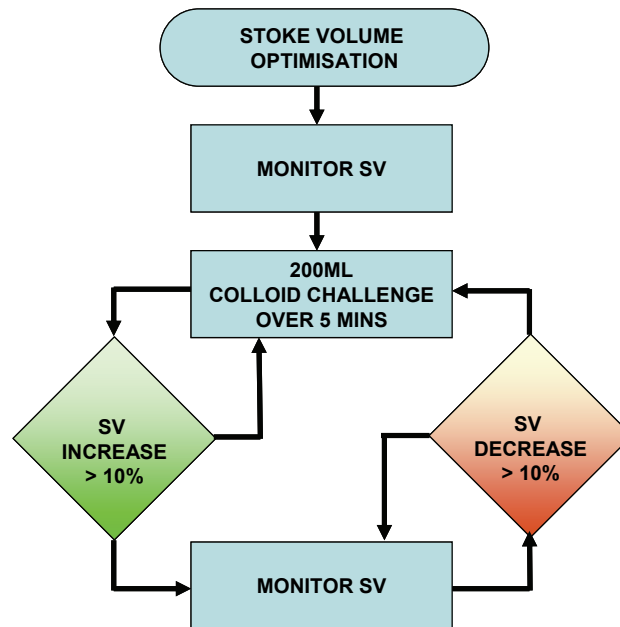 STOKE VOLUME
OPTIMISATION
MONITOR SV
200ML
COLLOID CHALLENGE
OVER 5 MINS
SV
INCREASE
> 10%
SV
DECREASE
> 10%
MONITOR SV